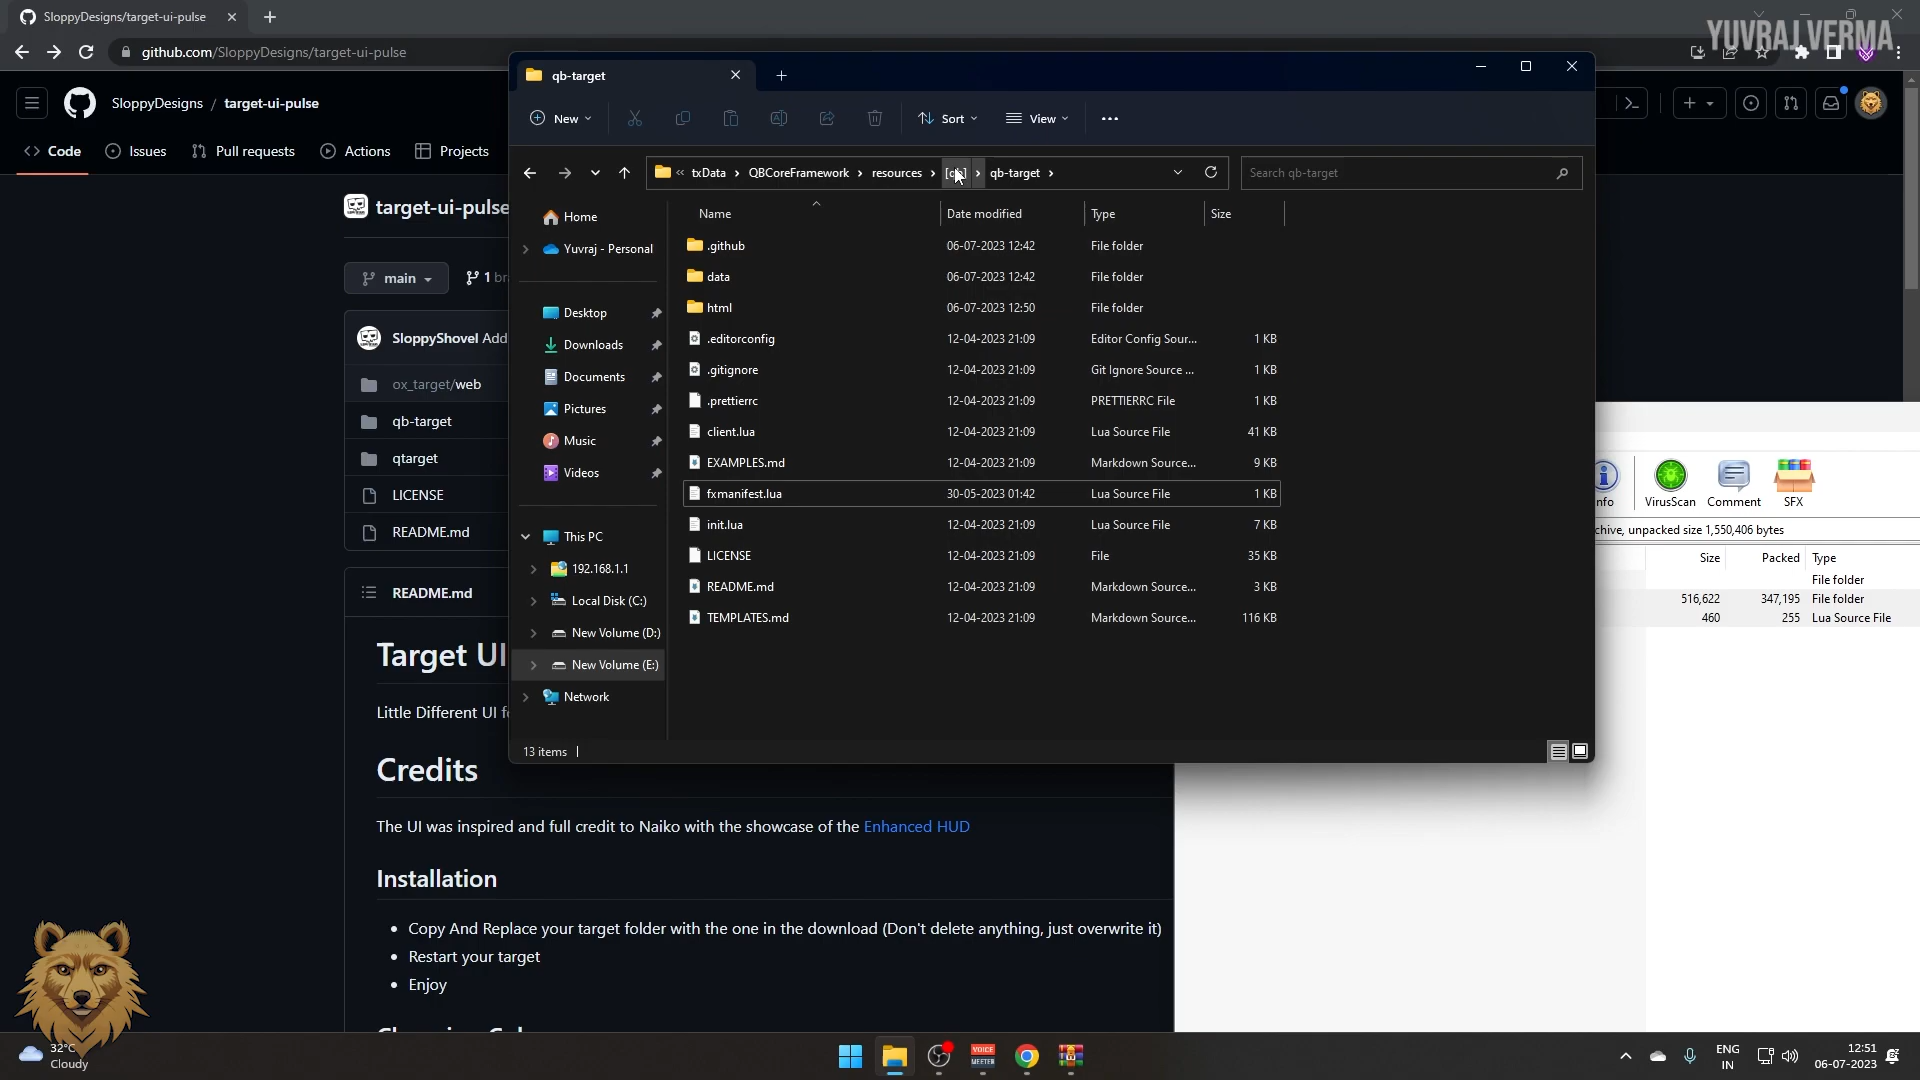 SloppyDesigns/target-ui-pulse
YUVRAJ.VERMA
github.com/SloppyDesigns/target-ui-pulse
SloppyDesigns / target-ui-pulse
Code
Issues
Pull requests
Actions
Projects
target-ui-pulse
main
1 br
SloppyShovel Add
ox_target/web
qb-target
qtarget
LICENSE
README.md
README.md
Target UI
Little Different UI f
Credits
The UI was inspired and full credit to Naiko with the showcase of the Enhanced HUD
Installation
Copy And Replace your target folder with the one in the download (Don't delete anything, just overwrite it)
Restart your target
Enjoy
qb-target
New
Sort
View
txData
QBCoreFramework
resources
qb-target
Search qb-target
Home
Yuvraj - Personal
Desktop
Downloads
Documents
Pictures
Music
Videos
This PC
192.168.1.1
Local Disk (C:)
New Volume (D:)
New Volume (E:)
Network
Name Date modified Type Size
.github 06-07-2023 12:42 File folder
data 06-07-2023 12:42 File folder
html 06-07-2023 12:50 File folder
.editorconfig 12-04-2023 21:09 Editor Config Sour... 1 KB
.gitignore 12-04-2023 21:09 Git Ignore Source ... 1 KB
.prettierrc 12-04-2023 21:09 PRETTIERRC File 1 KB
client.lua 12-04-2023 21:09 Lua Source File 41 KB
EXAMPLES.md 12-04-2023 21:09 Markdown Source... 9 KB
fxmanifest.lua 30-05-2023 01:42 Lua Source File 1 KB
init.lua 12-04-2023 21:09 Lua Source File 7 KB
LICENSE 12-04-2023 21:09 File 35 KB
README.md 12-04-2023 21:09 Markdown Source... 3 KB
TEMPLATES.md 12-04-2023 21:09 Markdown Source... 116 KB
13 items
nfo
VirusScan
Comment
SFX
chive, unpacked size 1,550,406 bytes
Size Packed Type
File folder
516,622 347,195 File folder
460 255 Lua Source File
32°C
Cloudy
VOICE
MEETER
ENG
IN
12:51
06-07-2023